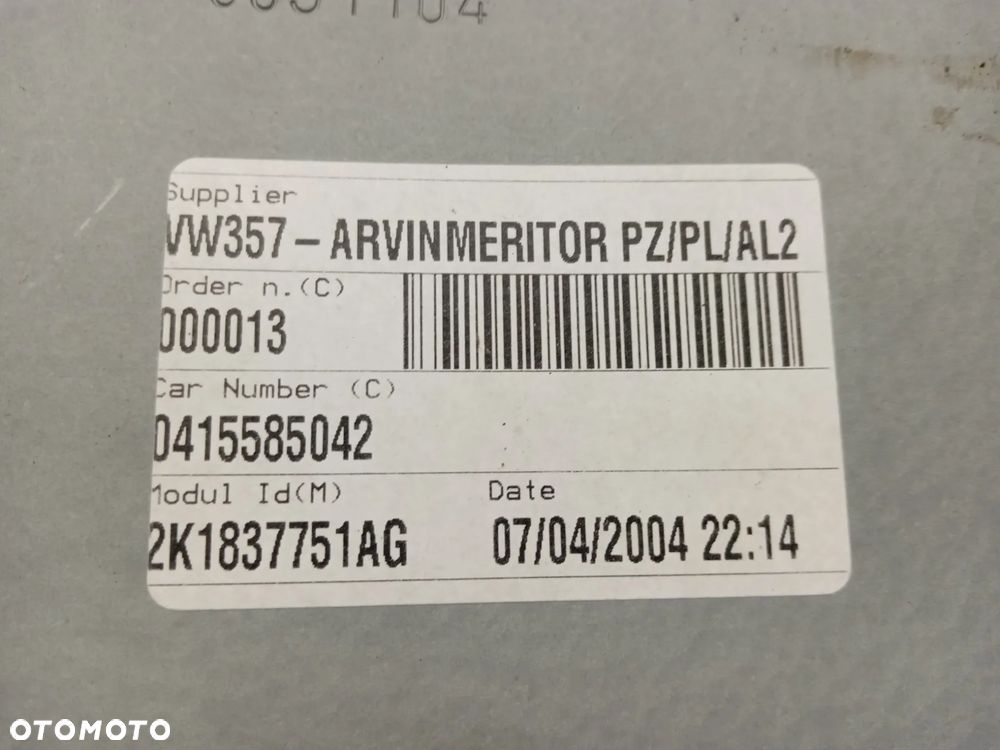 Supplier
VW357 – ARVINMERITOR PZ/PL/AL2
Order n.(C)
000013
Car Number (C)
0415585042
Modul Id(M)
Date
2K1837751AG
07/04/2004 22:14
OTOMOTO